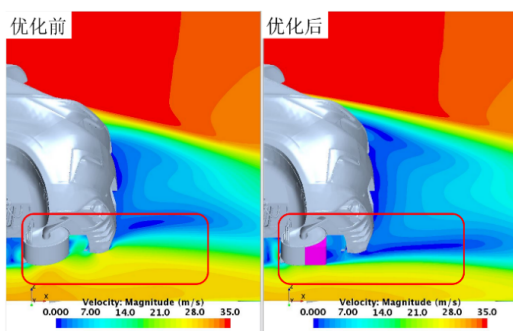 优化前
优化后
Y
X
Velocity: Magnitude (m/s)
0.000 7.00 14.0 21.0 28.0 35.0
Y
X
Velocity: Magnitude (m/s)
0.000 7.00 14.0 21.0 28.0 35.0